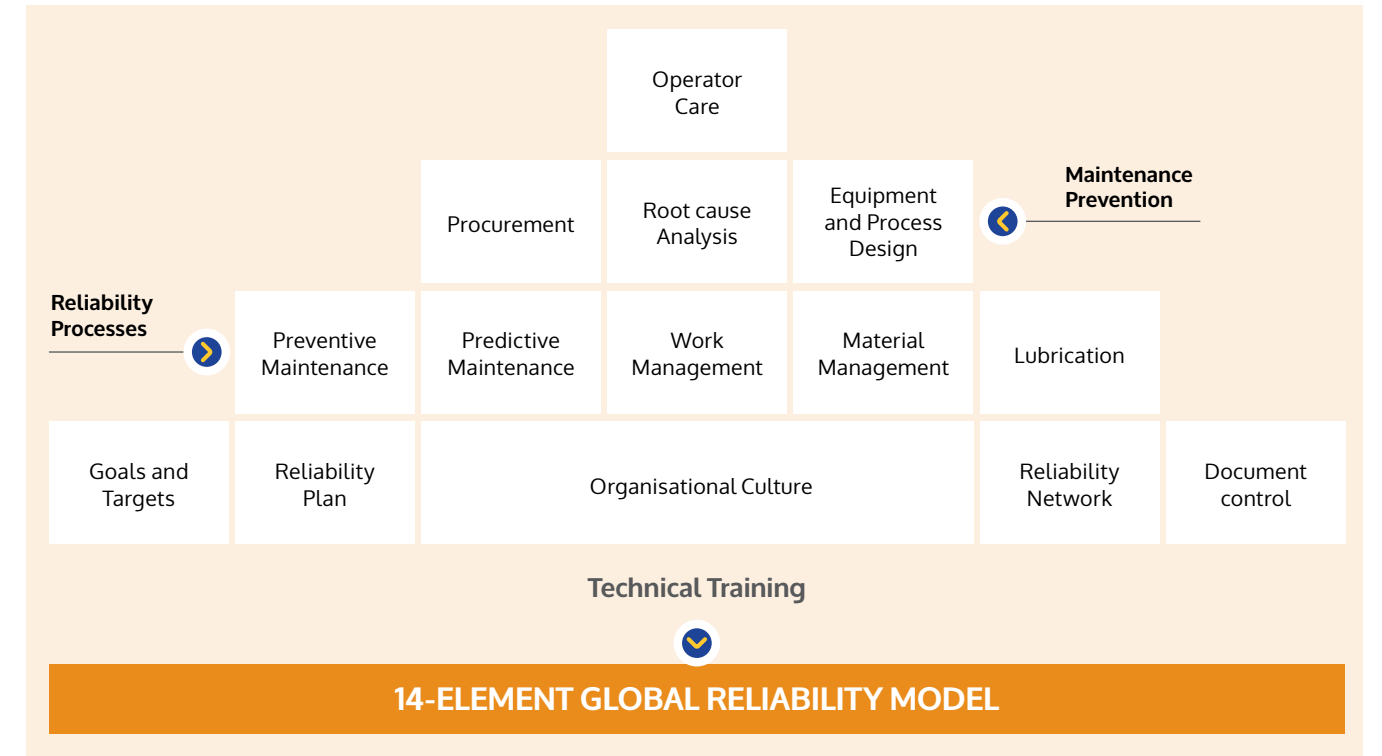 Operator
Care
Maintenance
Prevention
Procurement
Root cause
Analysis
Equipment
and Process
Design
Reliability
Processes
Preventive
Maintenance
Predictive
Maintenance
Work
Management
Material
Management
Lubrication
Goals and
Targets
Reliability
Plan
Organisational Culture
Reliability
Network
Document
control
Technical Training
14-ELEMENT GLOBAL RELIABILITY MODEL